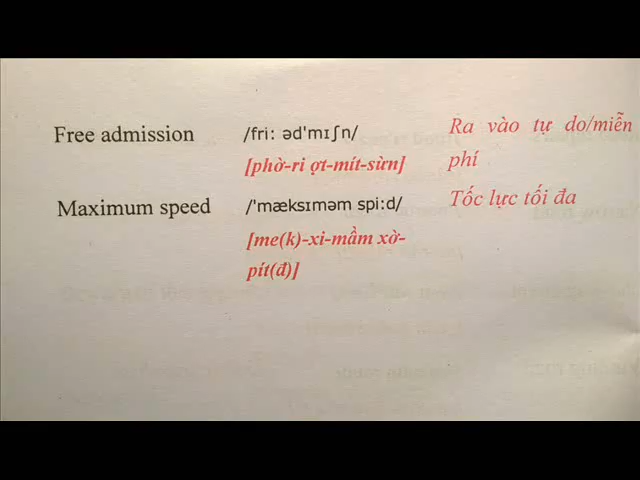 Free admission /fri: əd'mɪʃn/ Ra vào tự do/miễn
[phờ-ri ợt-mít-sừn] phí
Maximum speed /'mæksɪməm spi:d/ Tốc lực tối đa
[me(k)-xi-mầm xờ-
pít(đ)]